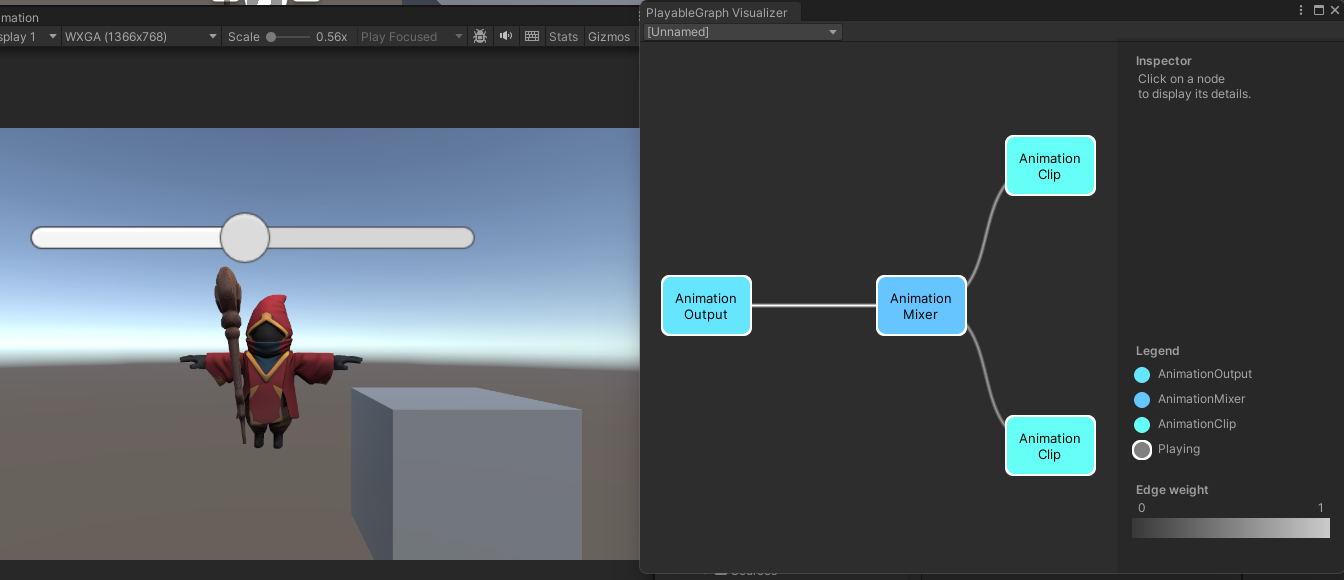 mation
splay 1
WXGA (1366x768)
Scale
0.56x
Play Focused
Stats
Gizmos
PlayableGraph Visualizer
[Unnamed]
Inspector
Click on a node
to display its details.
Animation
Clip
Animation
Output
Animation
Mixer
Animation
Clip
Legend
AnimationOutput
AnimationMixer
AnimationClip
Playing
Edge weight
0
1